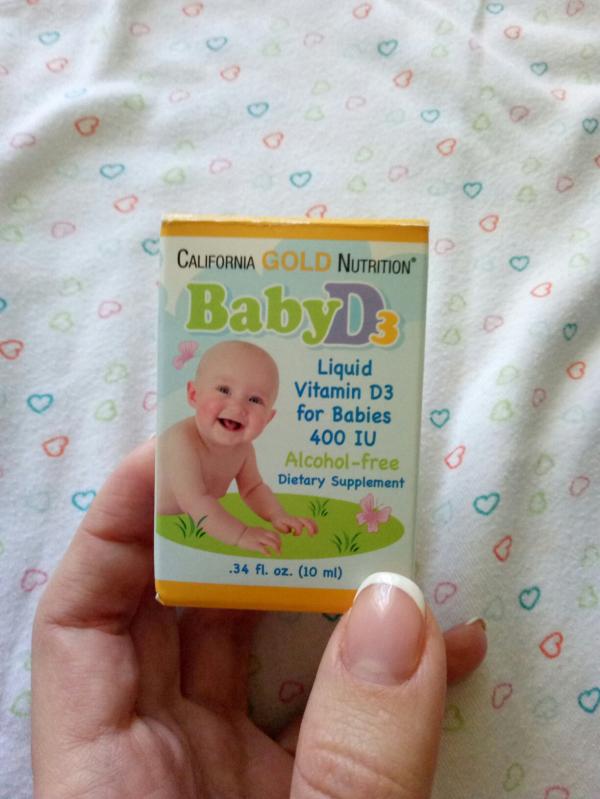 CALIFORNIA GOLD NUTRITION®
BabyD3
Liquid
Vitamin D3
for Babies
400 IU
Alcohol-free
Dietary Supplement
.34 fl. oz. (10 ml)